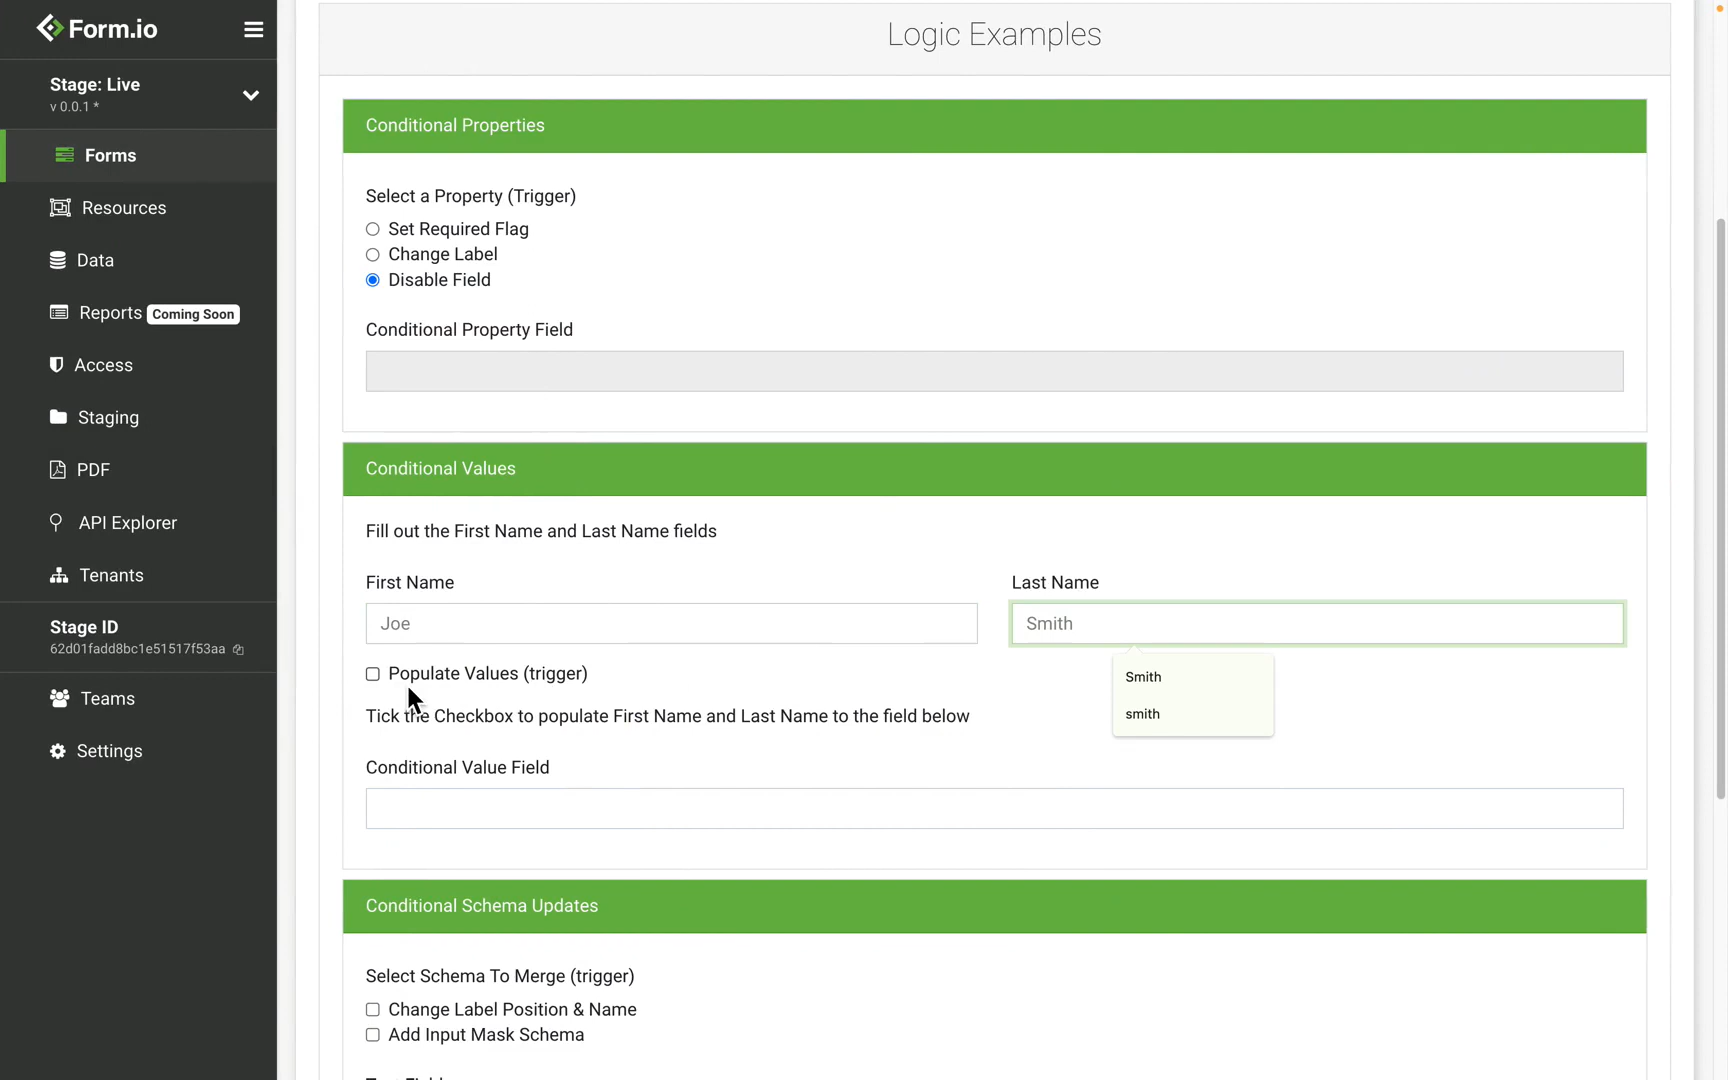 Form.io
Stage: Live
v 0.0.1 *
Forms
Resources
Data
Reports Coming Soon
Access
Staging
PDF
API Explorer
Tenants
Stage ID
62d01fadd8bc1e51517f53aa
Teams
Settings
Logic Examples
Conditional Properties
Select a Property (Trigger)
Set Required Flag
Change Label
Disable Field
Conditional Property Field
Conditional Values
Fill out the First Name and Last Name fields
First Name
Last Name
Joe
Smith
Smith
smith
Populate Values (trigger)
Tick the Checkbox to populate First Name and Last Name to the field below
Conditional Value Field
Conditional Schema Updates
Select Schema To Merge (trigger)
Change Label Position & Name
Add Input Mask Schema